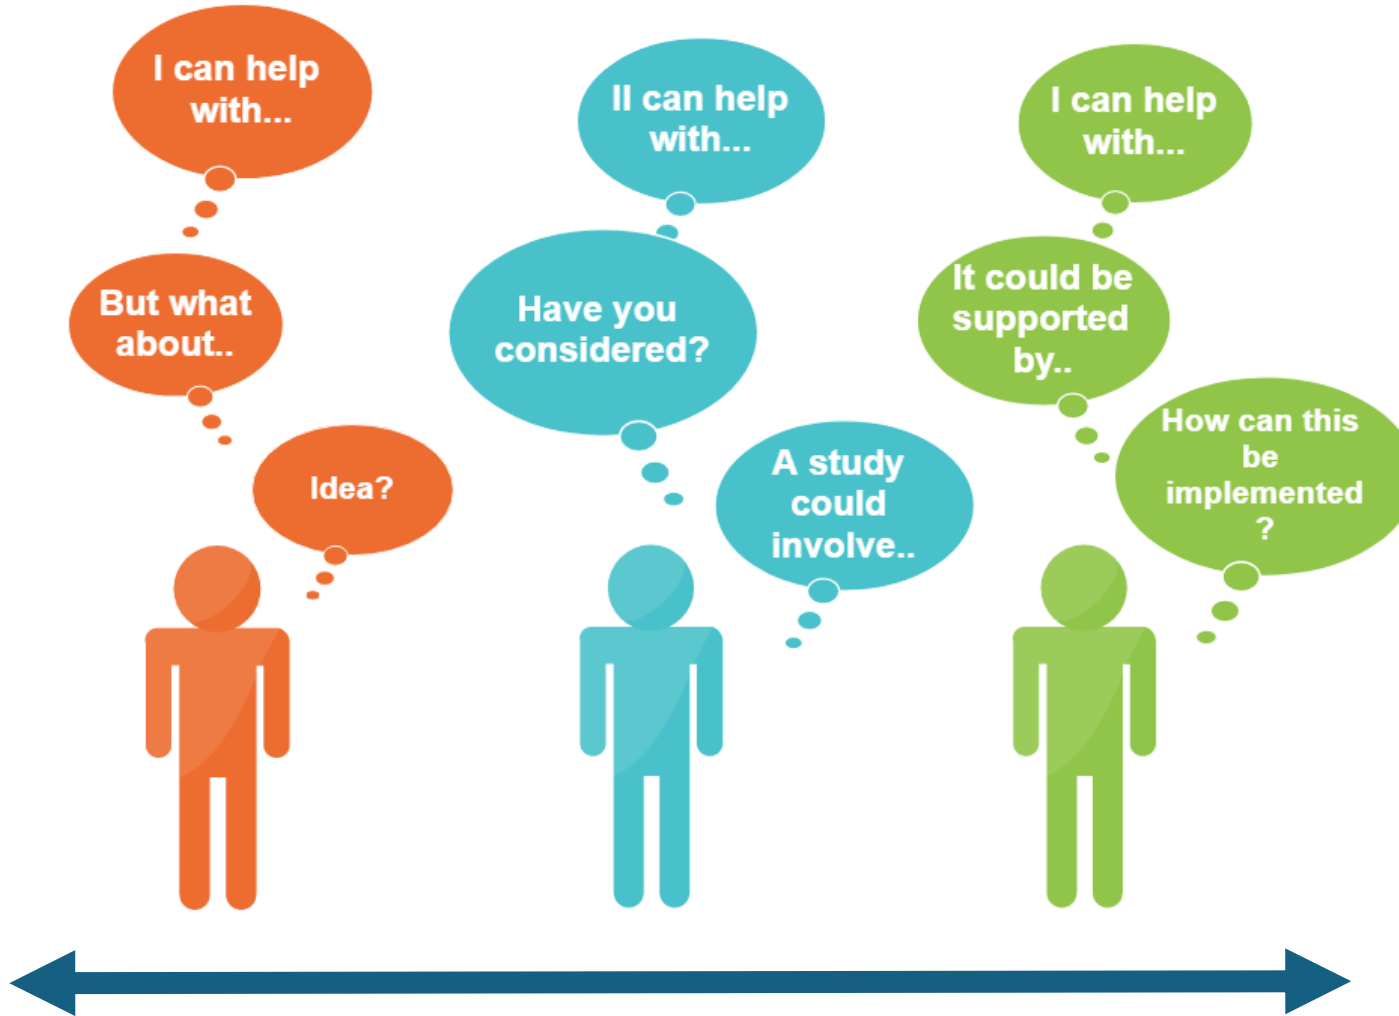 I can help
with...
But what
about..
Idea?
II can help
with...
Have you
considered?
A study
could
involve..
I can help
with...
It could be
supported
by..
How can this
be
implemented
?